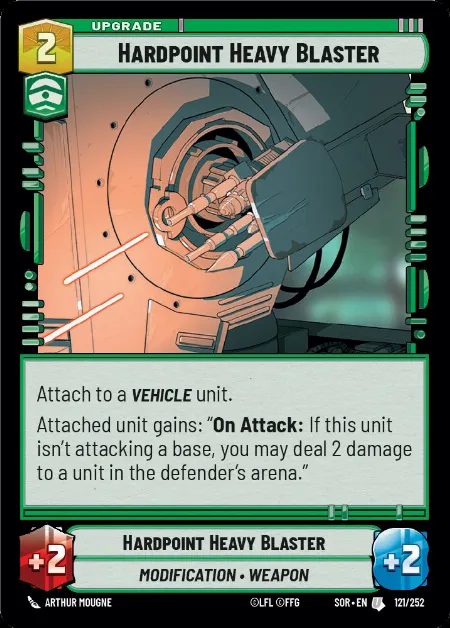 UPGRADE
2
HARDPOINT HEAVY BLASTER
Attach to a VEHICLE unit.
Attached unit gains: “On Attack: If this unit
isn’t attacking a base, you may deal 2 damage
to a unit in the defender’s arena.”
+2
HARDPOINT HEAVY BLASTER
+2
MODIFICATION • WEAPON
ARTHUR MOUGNE
©LFL ©FFG
SOR • EN U 121/252